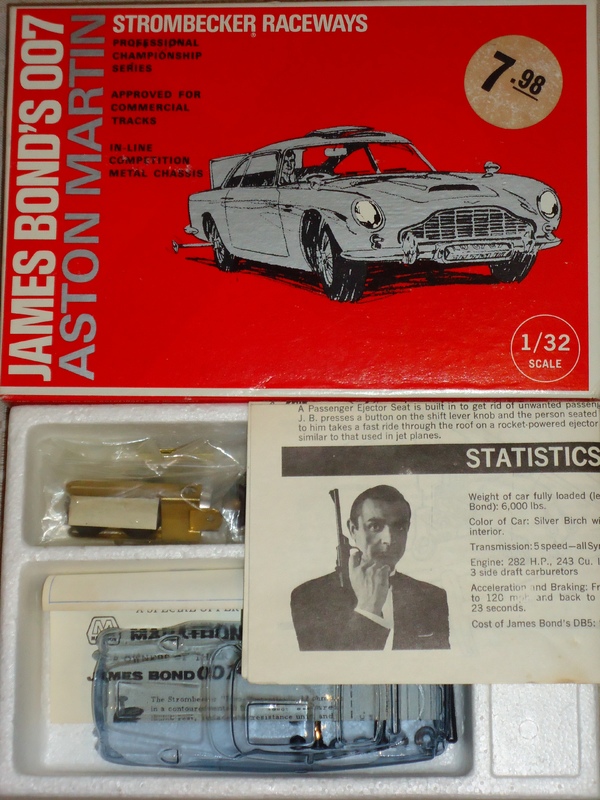 JAMES BOND'S 007
ASTON MARTIN
STROMBECKER RACEWAYS
PROFESSIONAL
CHAMPIONSHIP
SERIES
APPROVED FOR
COMMERCIAL
TRACKS
IN-LINE
COMPETITION
METAL CHASSIS
7.98
1/32
SCALE
A Passenger Ejector Seat is built in to get rid of unwanted
J. B. presses a button on the shift lever knob and the person seated
to him takes a fast ride through the roof on a rocket-powered ejector
similar to that used in jet planes.
STATISTICS
Weight of car fully loaded
Bond): 6,000 lbs.
Color of Car: Silver Birch
interior.
Transmission: 5 speed—all
Engine: 282 H.P., 243 Cu.
3 side draft carburetors
Acceleration and Braking:
to 120 mph and back to
23 seconds.
Cost of James Bond's DB5:
A SPECIAL OFFER
JAMES BOND 007
The
in a